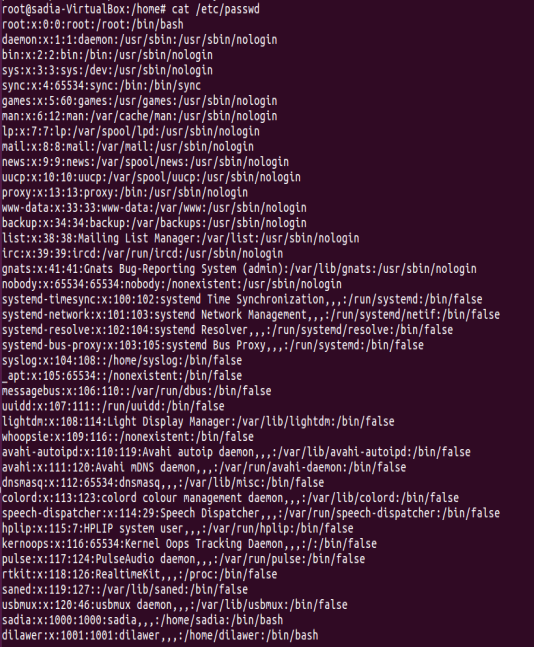 root@sadia-VirtualBox:/home# cat /etc/passwd
root:x:0:0:root:/root:/bin/bash
daemon:x:1:1:daemon:/usr/sbin:/usr/sbin/nologin
bin:x:2:2:bin:/bin:/usr/sbin/nologin
sys:x:3:3:sys:/dev:/usr/sbin/nologin
sync:x:4:65534:sync:/bin:/bin/sync
games:x:5:60:games:/usr/games:/usr/sbin/nologin
man:x:6:12:man:/var/cache/man:/usr/sbin/nologin
lp:x:7:7:lp:/var/spool/lpd:/usr/sbin/nologin
mail:x:8:8:mail:/var/mail:/usr/sbin/nologin
news:x:9:9:news:/var/spool/news:/usr/sbin/nologin
uucp:x:10:10:uucp:/var/spool/uucp:/usr/sbin/nologin
proxy:x:13:13:proxy:/bin:/usr/sbin/nologin
www-data:x:33:33:www-data:/var/www:/usr/sbin/nologin
backup:x:34:34:backup:/var/backups:/usr/sbin/nologin
list:x:38:38:Mailing List Manager:/var/list:/usr/sbin/nologin
irc:x:39:39:ircd:/var/run/ircd:/usr/sbin/nologin
gnats:x:41:41:Gnats Bug-Reporting System (admin):/var/lib/gnats:/usr/sbin/nologin
nobody:x:65534:65534:nobody:/nonexistent:/usr/sbin/nologin
systemd-timesync:x:100:102:systemd Time Synchronization,,,:/run/systemd:/bin/false
systemd-network:x:101:103:systemd Network Management,,,:/run/systemd/netif:/bin/false
systemd-resolve:x:102:104:systemd Resolver,,,:/run/systemd/resolve:/bin/false
systemd-bus-proxy:x:103:105:systemd Bus Proxy,,,:/run/systemd:/bin/false
syslog:x:104:108::/home/syslog:/bin/false
_apt:x:105:65534::/nonexistent:/bin/false
messagebus:x:106:110::/var/run/dbus:/bin/false
uuidd:x:107:111::/run/uuidd:/bin/false
lightdm:x:108:114:Light Display Manager:/var/lib/lightdm:/bin/false
whoopsie:x:109:116::/nonexistent:/bin/false
avahi-autoipd:x:110:119:Avahi autoip daemon,,,:/var/lib/avahi-autoipd:/bin/false
avahi:x:111:120:Avahi mDNS daemon,,,:/var/run/avahi-daemon:/bin/false
dnsmasq:x:112:65534:dnsmasq,,,:/var/lib/misc:/bin/false
colord:x:113:123:colord colour management daemon,,,:/var/lib/colord:/bin/false
speech-dispatcher:x:114:29:Speech Dispatcher,,,:/var/run/speech-dispatcher:/bin/false
hplip:x:115:7:HPLIP system user,,,:/var/run/hplip:/bin/false
kernoops:x:116:65534:Kernel Oops Tracking Daemon,,,:/:/bin/false
pulse:x:117:124:PulseAudio daemon,,,:/var/run/pulse:/bin/false
rtkit:x:118:126:RealtimeKit,,,:/proc:/bin/false
saned:x:119:127::/var/lib/saned:/bin/false
usbmux:x:120:46:usbmux daemon,,,:/var/lib/usbmux:/bin/false
sadia:x:1000:1000:sadia,,,:/home/sadia:/bin/bash
dilawer:x:1001:1001:dilawer,,,:/home/dilawer:/bin/bash